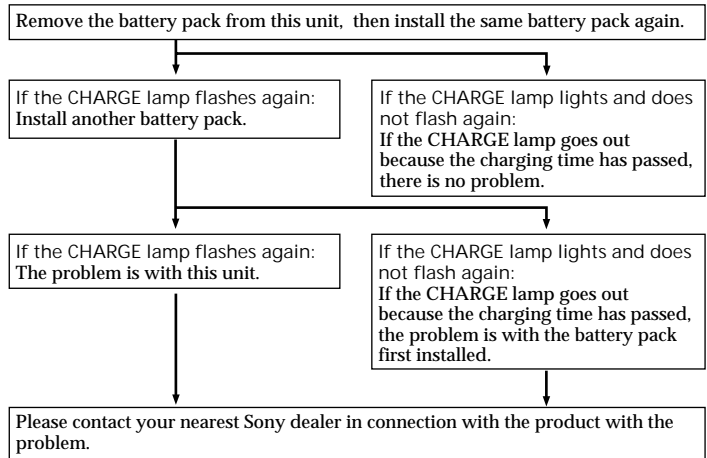 Remove the battery pack from this unit, then install the same battery pack again.
If the CHARGE lamp flashes again:
Install another battery pack.
If the CHARGE lamp lights and does
not flash again:
If the CHARGE lamp goes out
because the charging time has passed,
there is no problem.
If the CHARGE lamp flashes again:
The problem is with this unit.
If the CHARGE lamp lights and does
not flash again:
If the CHARGE lamp goes out
because the charging time has passed,
the problem is with the battery pack
first installed.
Please contact your nearest Sony dealer in connection with the product with the
problem.